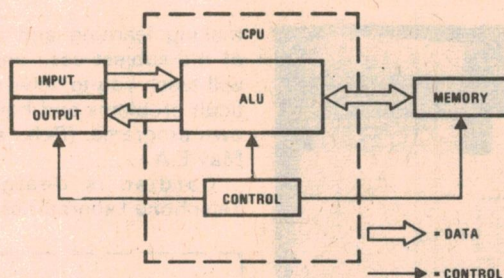 CPU
INPUT
OUTPUT
ALU
MEMORY
CONTROL
= DATA
= CONTROL